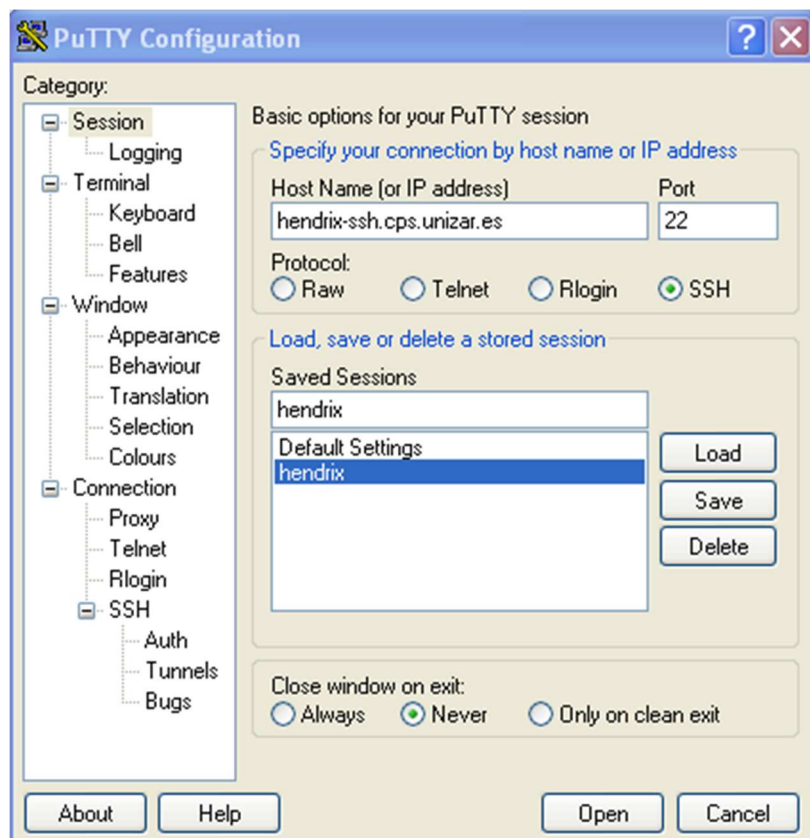 PuTTY Configuration
Category:
Session
Logging
Terminal
Keyboard
Bell
Features
Window
Appearance
Behaviour
Translation
Selection
Colours
Connection
Proxy
Telnet
Rlogin
SSH
Auth
Tunnels
Bugs
Basic options for your PuTTY session
Specify your connection by host name or IP address
Host Name (or IP address) Port
hendrix-ssh.cps.unizar.es 22
Protocol:
Raw Telnet Rlogin SSH
Load, save or delete a stored session
Saved Sessions
hendrix
Default Settings
hendrix
Load
Save
Delete
Close window on exit:
Always Never Only on clean exit
About Help Open Cancel